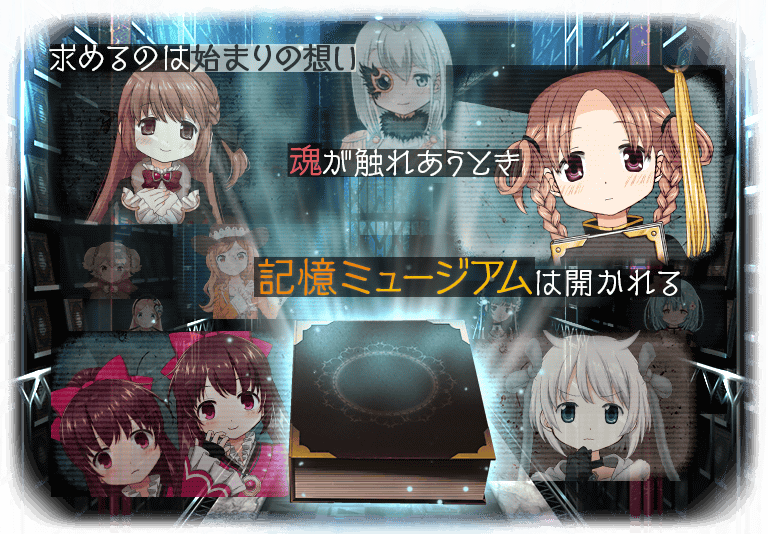 求めるのは始まりの想い
魂が触れあうとき
記憶ミュージアムは開かれる